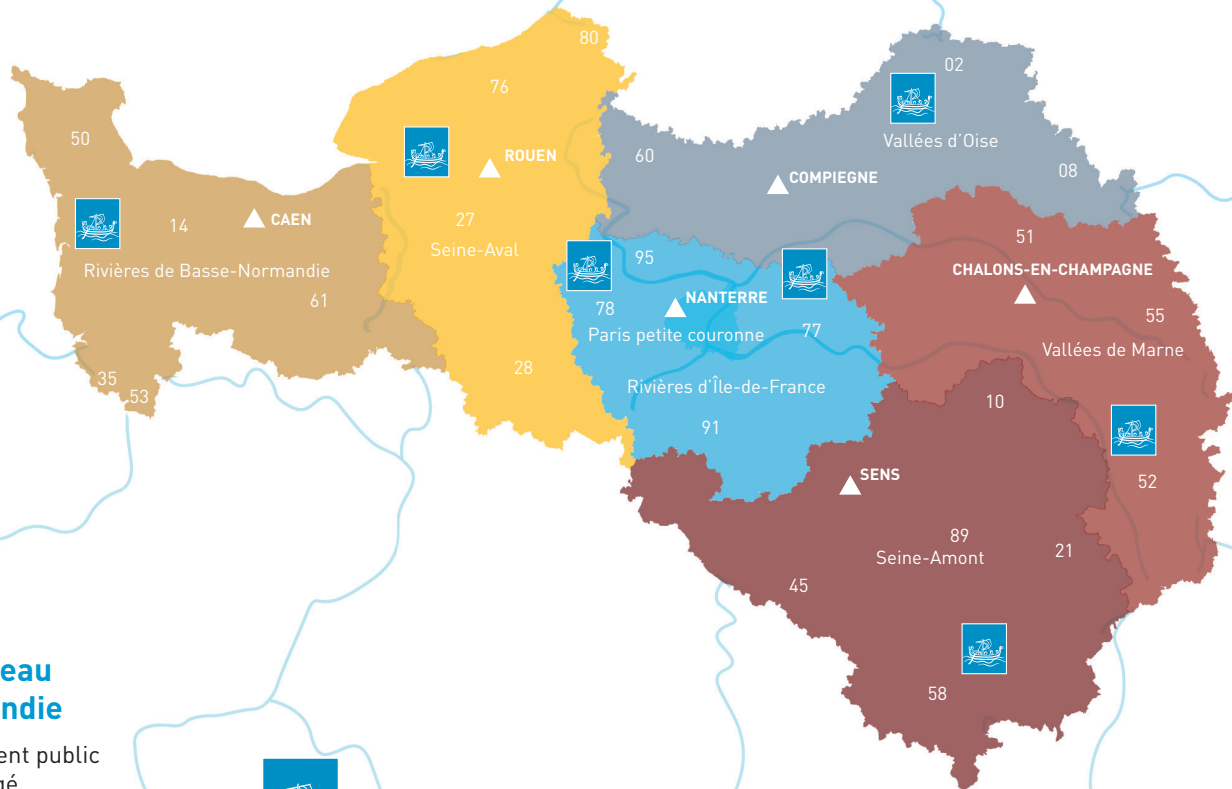 80
02
76
50
Vallées d'Oise
60
ROUEN
08
COMPIEGNE
27
14
CAEN
51
Seine-Aval
95
Rivières de Basse-Normandie
CHALONS-EN-CHAMPAGNE
61
78
NANTERRE
55
Paris petite couronne
77
Vallées de Marne
28
35
Rivières d'Île-de-France
53
10
91
SENS
52
89
21
Seine-Amont
45
58
eau
ndie
ent public